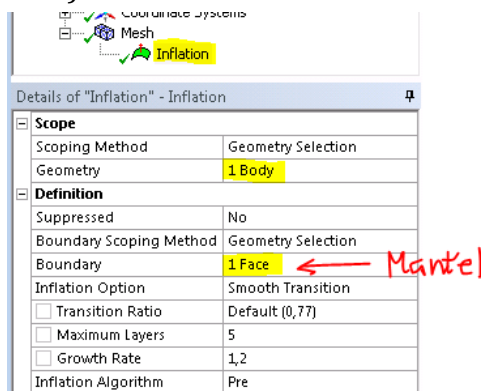 Coordinate Systems
Mesh
Inflation
Details of "Inflation" - Inflation
Scope
Scoping Method Geometry Selection
Geometry 1 Body
Definition
Suppressed No
Boundary Scoping Method Geometry Selection
Boundary 1 Face Mantel
Inflation Option Smooth Transition
Transition Ratio Default (0,77)
Maximum Layers 5
Growth Rate 1,2
Inflation Algorithm Pre